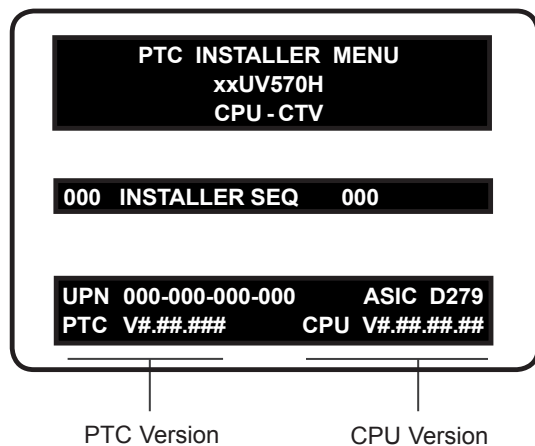 PTC INSTALLER MENU
xxUV570H
CPU - CTV
000 INSTALLER SEQ 000
UPN 000-000-000-000 ASIC D279
PTC V#.##.### CPU V#.##.##.##
PTC Version CPU Version